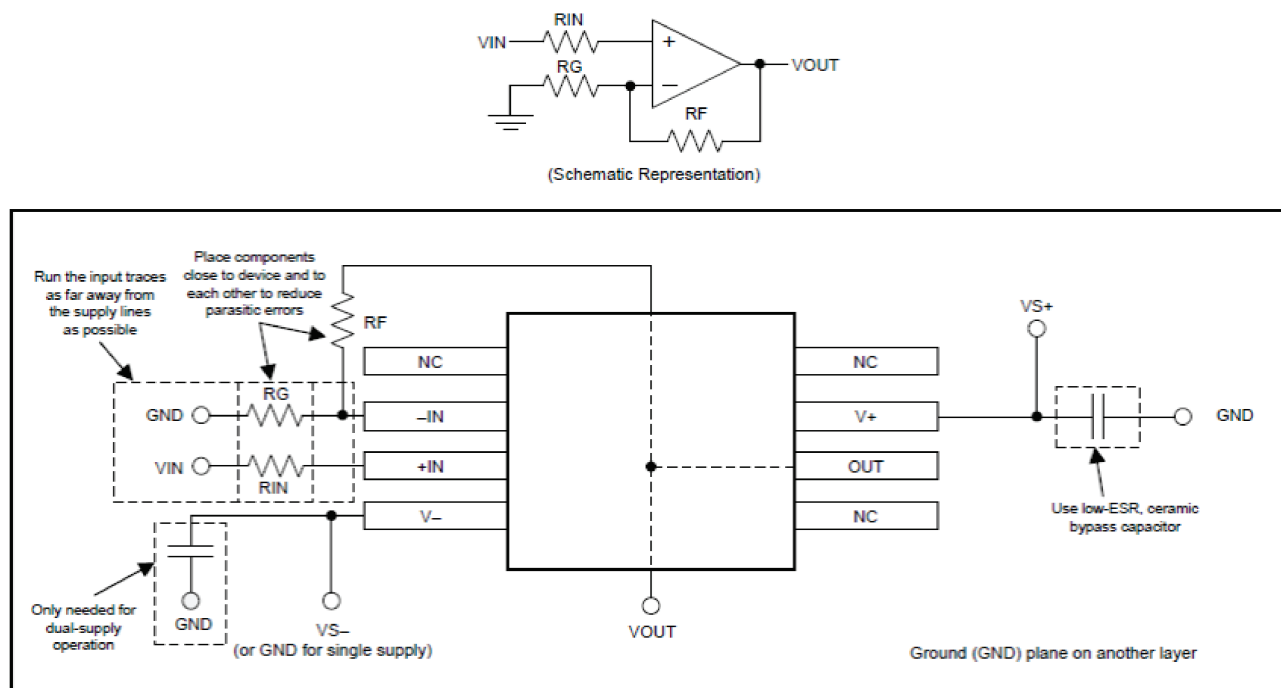 RIN
VIN
+
VOUT
RG
–
RF
(Schematic Representation)
Place components
close to device and to
each other to reduce
parasitic errors
Run the input traces
as far away from
the supply lines
as possible
VS+
RF
NC
NC
RG
GND
–IN
V+
GND
VIN
+IN
OUT
RIN
V–
NC
Use low-ESR, ceramic
bypass capacitor
Only needed for
dual-supply
operation
GND
VS–
(or GND for single supply)
VOUT
Ground (GND) plane on another layer